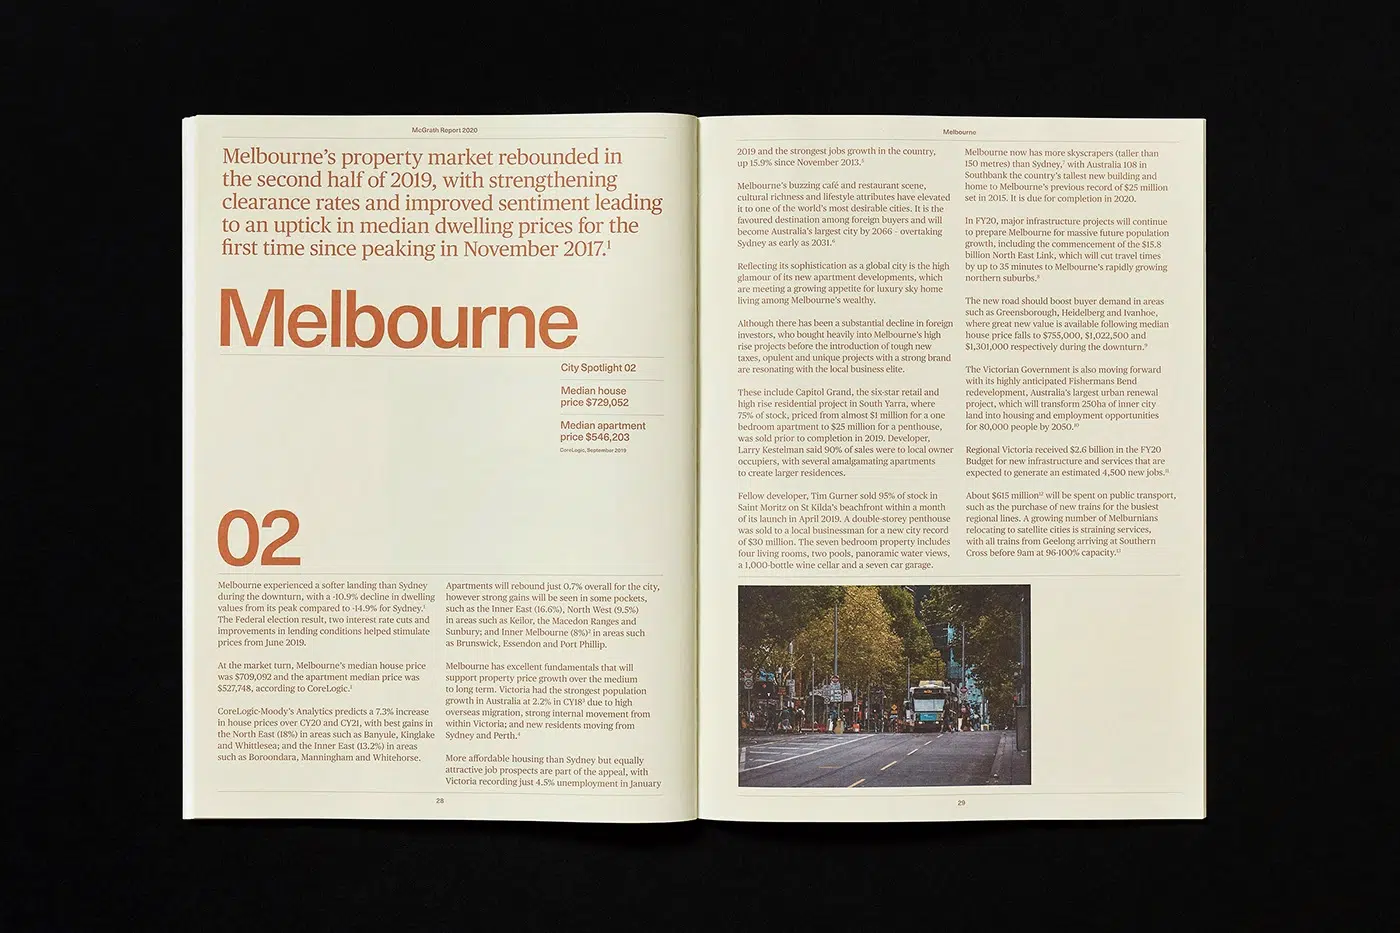 McGrath Report 2020
Melbourne's property market rebounded in
the second half of 2019, with strengthening
clearance rates and improved sentiment leading
to an uptick in median dwelling prices for the
first time since peaking in November 2017.¹
Melbourne
City Spotlight 02
Median house
price $729,052
Median apartment
price $546,203
CoreLogic, September 2019
02
Melbourne experienced a softer landing than Sydney
during the downturn, with a -10.9% decline in dwelling
values from its peak compared to -14.9% for Sydney.¹
The Federal election result, two interest rate cuts and
improvements in lending conditions helped stimulate
prices from June 2019.
At the market turn, Melbourne's median house price
was $709,092 and the apartment median price was
$527,748, according to CoreLogic.¹
CoreLogic-Moody's Analytics predicts a 7.3% increase
in house prices over CY20 and CY21, with best gains in
the North East (18%) in areas such as Banyule, Kinglake
and Whittlesea; and the Inner East (13.2%) in areas
such as Boroondara, Manningham and Whitehorse.
Apartments will rebound just 0.7% overall for the city,
however strong gains will be seen in some pockets,
such as the Inner East (16.6%), North West (9.5%)
in areas such as Keilor, the Macedon Ranges and
Sunbury; and Inner Melbourne (8%)² in areas such
as Brunswick, Essendon and Port Phillip.
Melbourne has excellent fundamentals that will
support property price growth over the medium
to long term. Victoria had the strongest population
growth in Australia at 2.2% in CY18³ due to high
overseas migration, strong internal movement from
within Victoria; and new residents moving from
Sydney and Perth.⁴
More affordable housing than Sydney but equally
attractive job prospects are part of the appeal, with
Victoria recording just 4.5% unemployment in January
28
Melbourne
2019 and the strongest jobs growth in the country,
up 15.9% since November 2013.⁵
Melbourne's buzzing café and restaurant scene,
cultural richness and lifestyle attributes have elevated
it to one of the world's most desirable cities. It is the
favoured destination among foreign buyers and will
become Australia's largest city by 2066 – overtaking
Sydney as early as 2031.⁶
Reflecting its sophistication as a global city is the high
glamour of its new apartment developments, which
are meeting a growing appetite for luxury sky home
living among Melbourne's wealthy.
Although there has been a substantial decline in foreign
investors, who bought heavily into Melbourne's high
rise projects before the introduction of tough new
taxes, opulent and unique projects with a strong brand
are resonating with the local business elite.
These include Capitol Grand, the six-star retail and
high rise residential project in South Yarra, where
75% of stock, priced from almost $1 million for a one
bedroom apartment to $25 million for a penthouse,
was sold prior to completion in 2019. Developer,
Larry Kestelman said 90% of sales were to local owner
occupiers, with several amalgamating apartments
to create larger residences.
Fellow developer, Tim Gurner sold 95% of stock in
Saint Moritz on St Kilda's beachfront within a month
of its launch in April 2019. A double-storey penthouse
was sold to a local businessman for a new city record
of $30 million. The seven bedroom property includes
four living rooms, two pools, panoramic water views,
a 1,000-bottle wine cellar and a seven car garage.
Melbourne now has more skyscrapers (taller than
150 metres) than Sydney,⁷ with Australia 108 in
Southbank the country's tallest new building and
home to Melbourne's previous record of $25 million
set in 2015. It is due for completion in 2020.
In FY20, major infrastructure projects will continue
to prepare Melbourne for massive future population
growth, including the commencement of the $15.8
billion North East Link, which will cut travel times
by up to 35 minutes to Melbourne's rapidly growing
northern suburbs.⁸
The new road should boost buyer demand in areas
such as Greensborough, Heidelberg and Ivanhoe,
where great new value is available following median
house price falls to $755,000, $1,022,500 and
$1,301,000 respectively during the downturn.⁹
The Victorian Government is also moving forward
with its highly anticipated Fishermans Bend
redevelopment, Australia's largest urban renewal
project, which will transform 250ha of inner city
land into housing and employment opportunities
for 80,000 people by 2050.¹⁰
Regional Victoria received $2.6 billion in the FY20
Budget for new infrastructure and services that are
expected to generate an estimated 4,500 new jobs.¹¹
About $615 million¹² will be spent on public transport,
such as the purchase of new trains for the busiest
regional lines. A growing number of Melburnians
relocating to satellite cities is straining services,
with all trains from Geelong arriving at Southern
Cross before 9am at 96-100% capacity.¹³
29